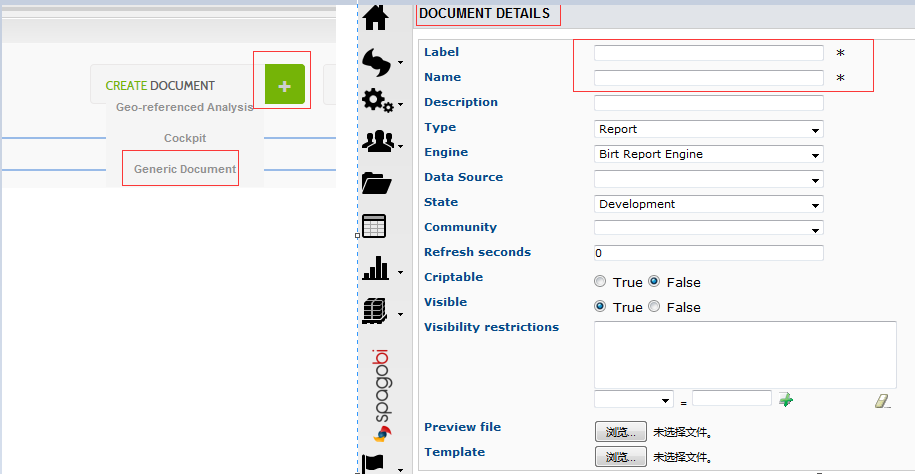 CREATE DOCUMENT
+
Geo-referenced Analysis
Cockpit
Generic Document
spagobi
DOCUMENT DETAILS
Label *
Name *
Description
Type Report
Engine Birt Report Engine
Data Source
State Development
Community
Refresh seconds 0
Criptable True False
Visible True False
Visibility restrictions
=
Preview file 浏览... 未选择文件。
Template 浏览... 未选择文件。